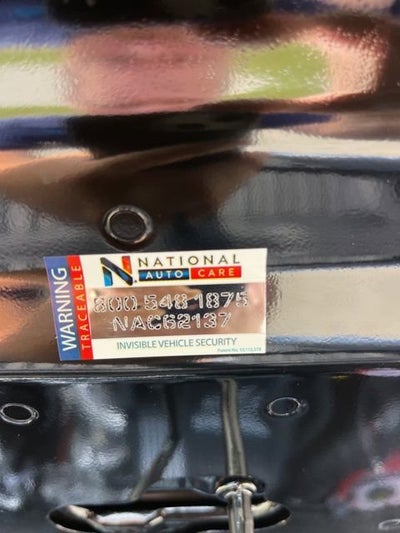 WARNING
TRACEABLE
NATIONAL
AUTO CARE
800 548 1875
NAC62137
INVISIBLE VEHICLE SECURITY